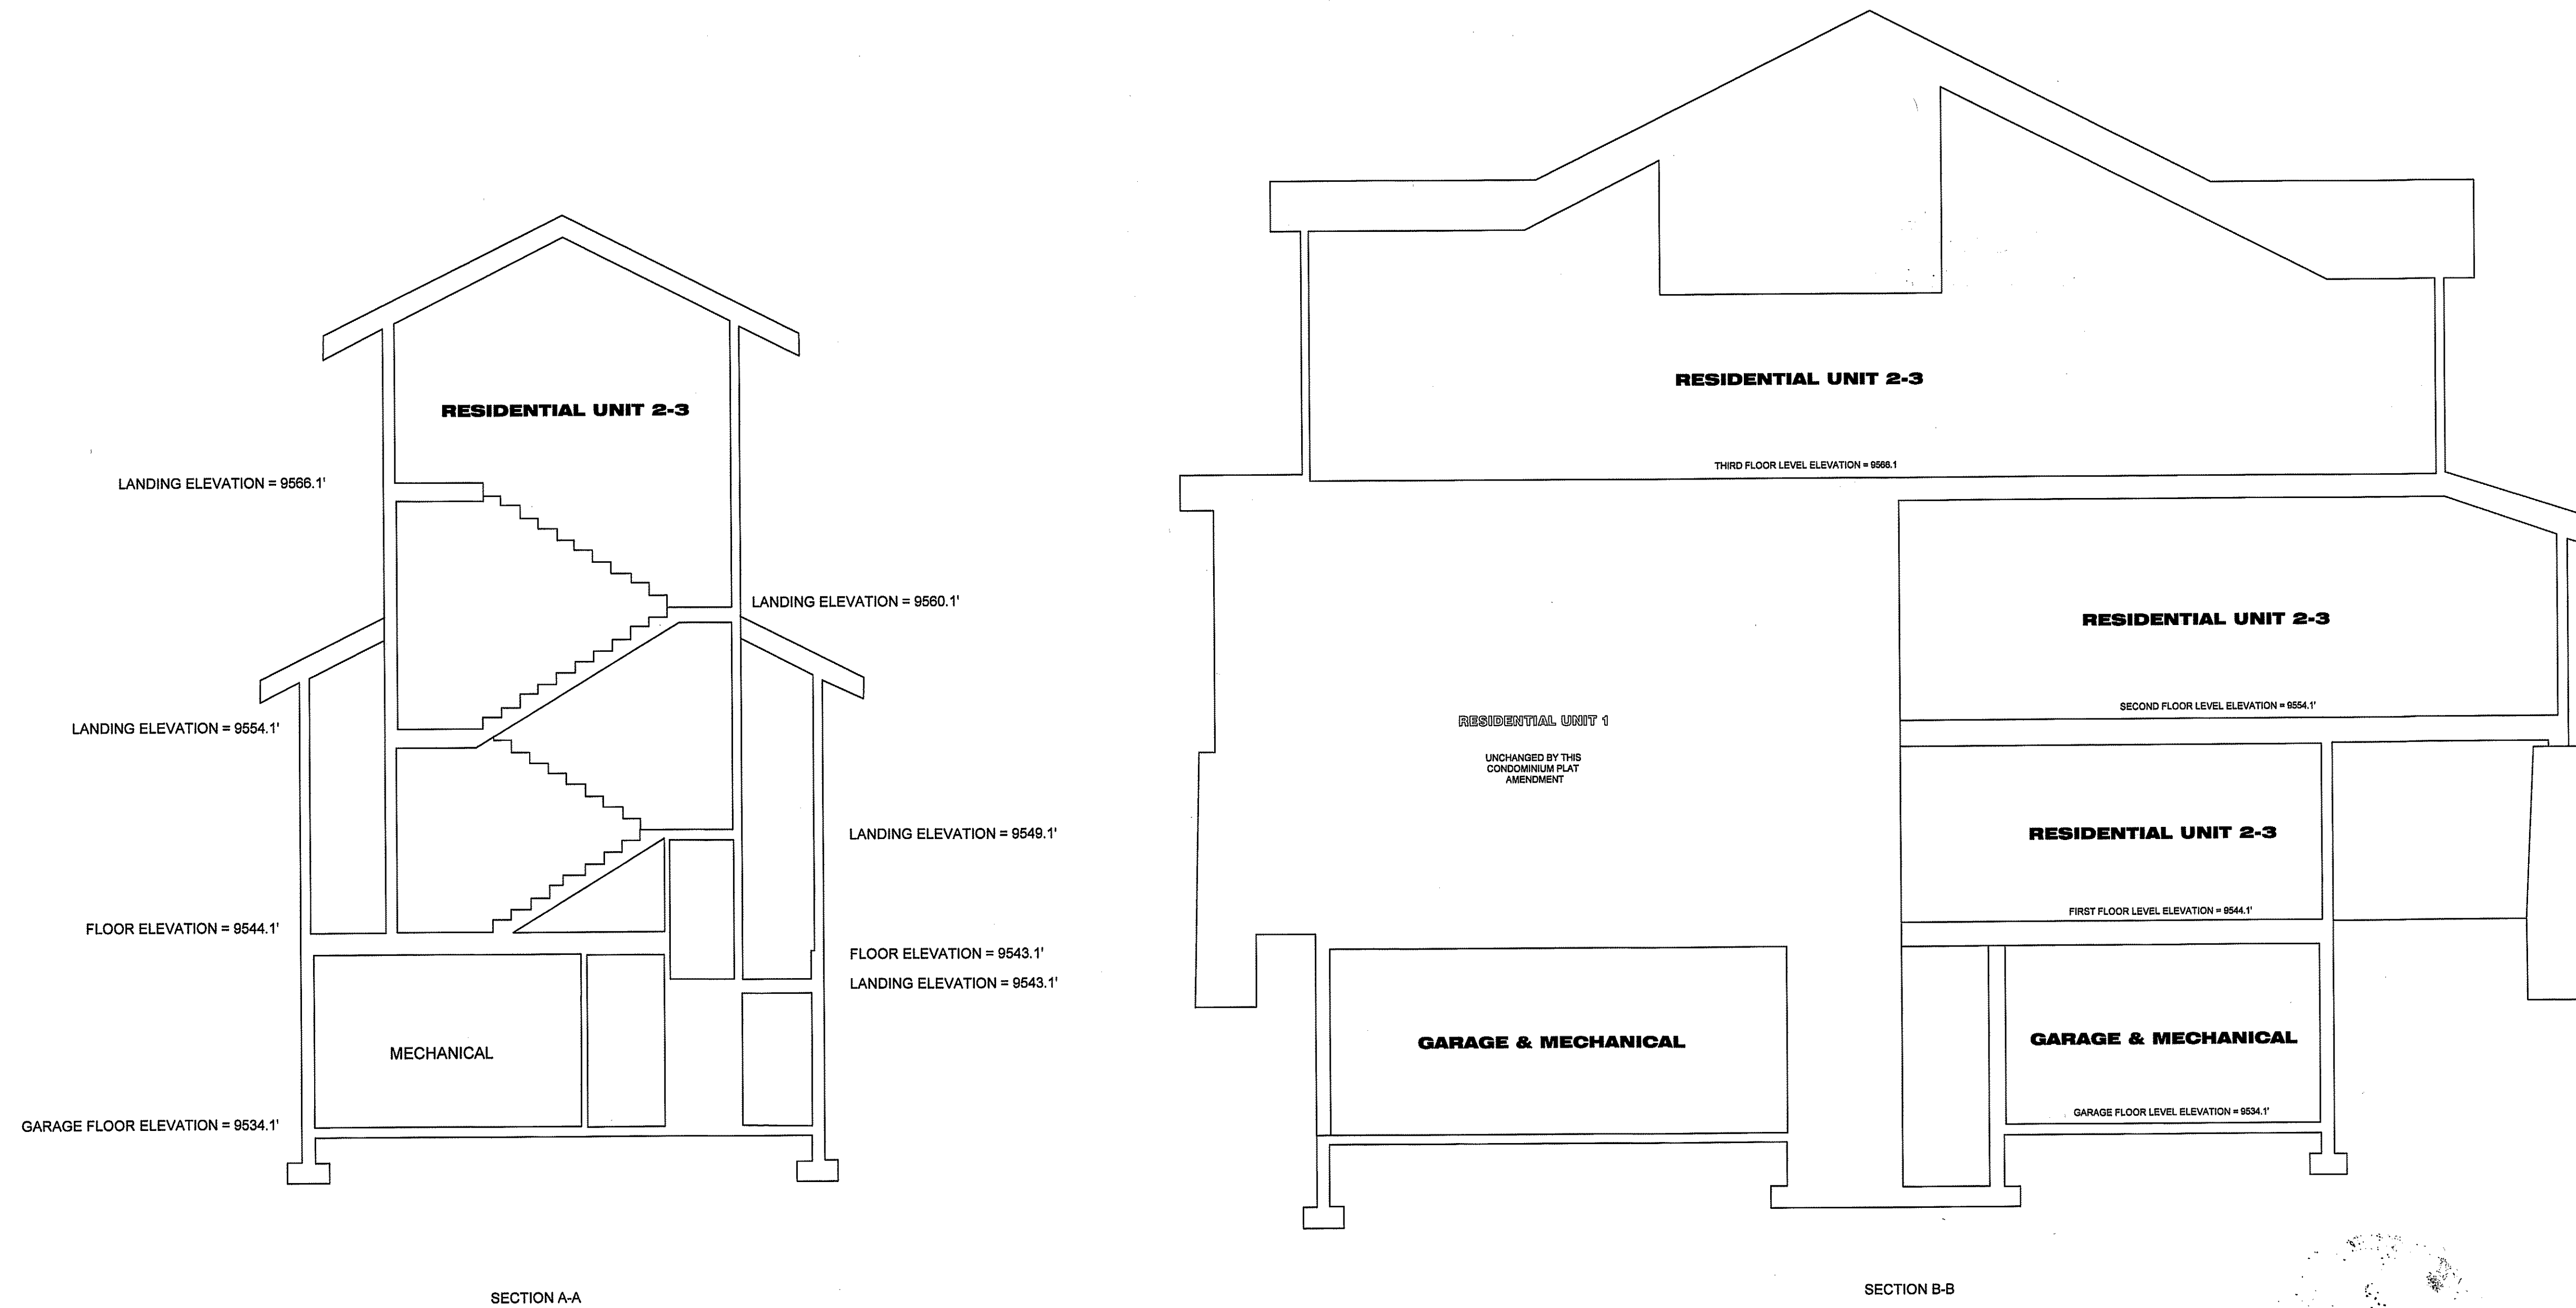 RESIDENTIAL UNIT 2-3
LANDING ELEVATION = 9566.1'
LANDING ELEVATION = 9560.1'
LANDING ELEVATION = 9554.1'
LANDING ELEVATION = 9549.1'
FLOOR ELEVATION = 9544.1'
FLOOR ELEVATION = 9543.1'
LANDING ELEVATION = 9543.1'
MECHANICAL
GARAGE FLOOR ELEVATION = 9534.1'
SECTION A-A
RESIDENTIAL UNIT 2-3
THIRD FLOOR LEVEL ELEVATION = 9566.1
RESIDENTIAL UNIT 2-3
SECOND FLOOR LEVEL ELEVATION = 9554.1'
RESIDENTIAL UNIT 1
UNCHANGED BY THIS
CONDOMINIUM PLAT
AMENDMENT
RESIDENTIAL UNIT 2-3
FIRST FLOOR LEVEL ELEVATION = 9544.1'
GARAGE & MECHANICAL
GARAGE & MECHANICAL
GARAGE FLOOR LEVEL ELEVATION = 9534.1'
SECTION B-B